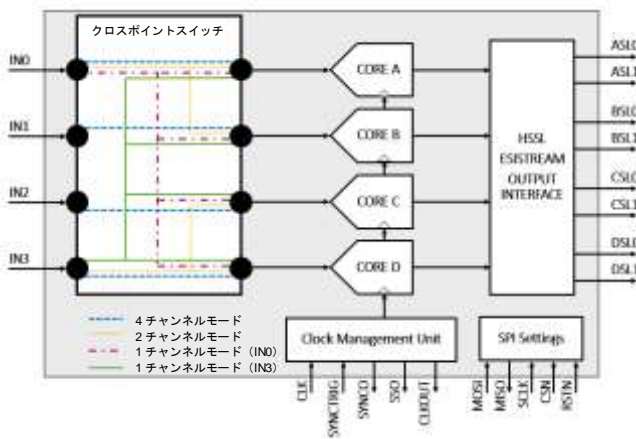 クロスポイントスイッチ
IN0
IN1
IN2
IN3
CORE A
CORE B
CORE C
CORE D
HSSL
ESISTREAM
OUTPUT
INTERFACE
ASL0
ASL1
BSL0
BSL1
CSL0
CSL1
DSL0
DSL1
4 チャンネルモード
2 チャンネルモード
1 チャンネルモード（IN0）
1 チャンネルモード（IN3）
Clock Management Unit
SPI Settings
CLK
SYNCTRIG
SYNCO
SSO
CLKOUT
MOSI
MISO
SCLK
CSN
RSTN